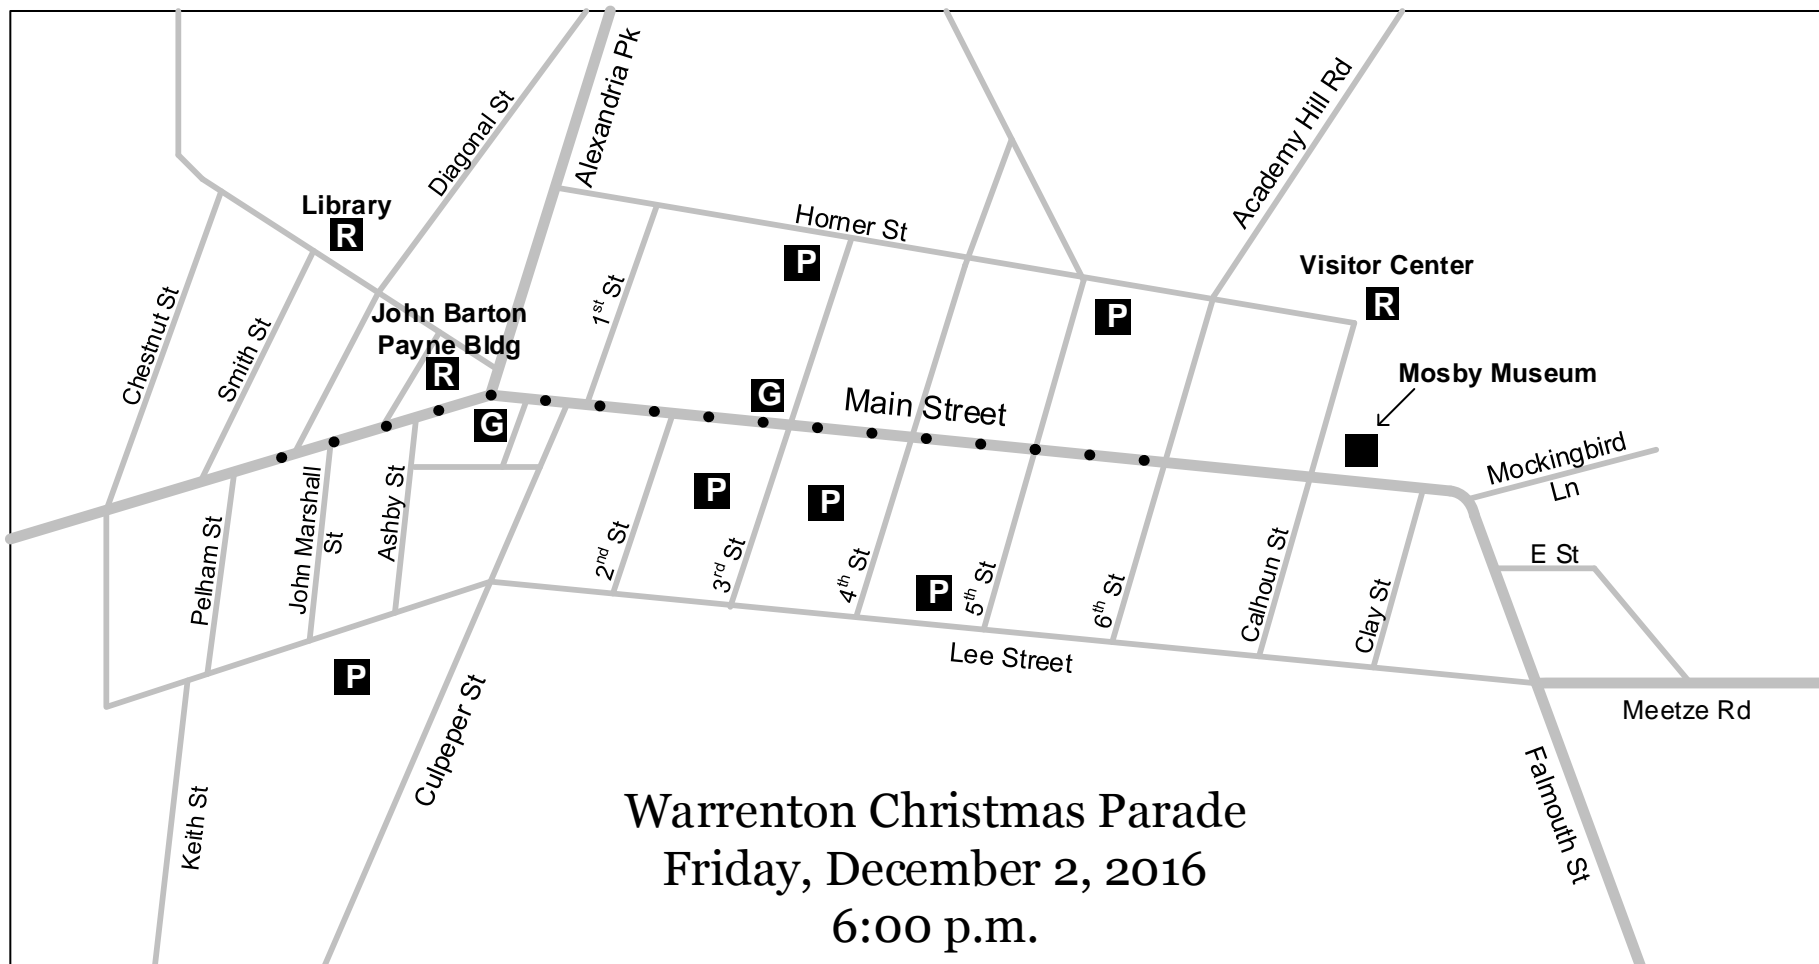 Alexandria Pk
Diagonal St
Academy Hill Rd
Library
R
Horner St
P
Visitor Center
R
Chestnut St
Smith St
John Barton
Payne Bldg
R
1st St
P
Mosby Museum
G
G
Main Street
Mockingbird
Ln
P
P
Pelham St
John Marshall
St
Ashby St
2nd St
3rd St
4th St
P
5th St
6th St
Calhoun St
Clay St
E St
Lee Street
P
Culpeper St
Keith St
Meetze Rd
Falmouth St
Warrenton Christmas Parade
Friday, December 2, 2016
6:00 p.m.